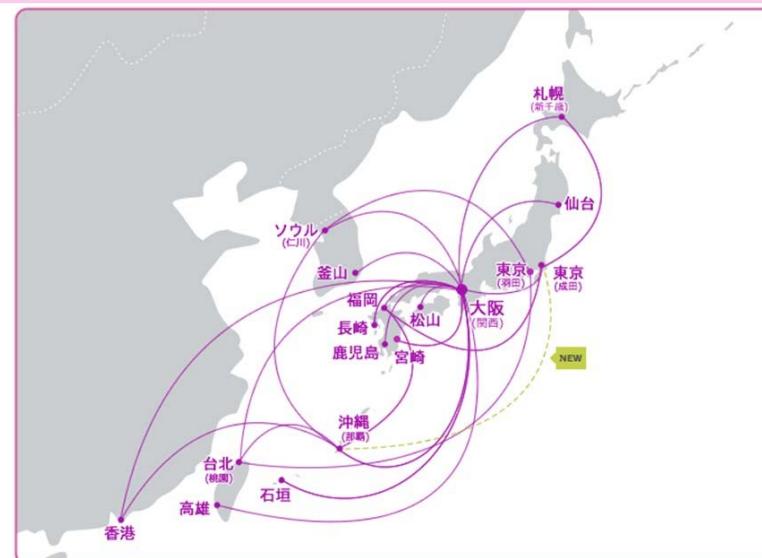 札幌
(新千歳)
仙台
ソウル
(仁川)
釜山
東京
(羽田)
東京
(成田)
福岡
大阪
(関西)
長崎
松山
鹿児島
宮崎
NEW
沖縄
(那覇)
台北
(桃園)
石垣
高雄
香港